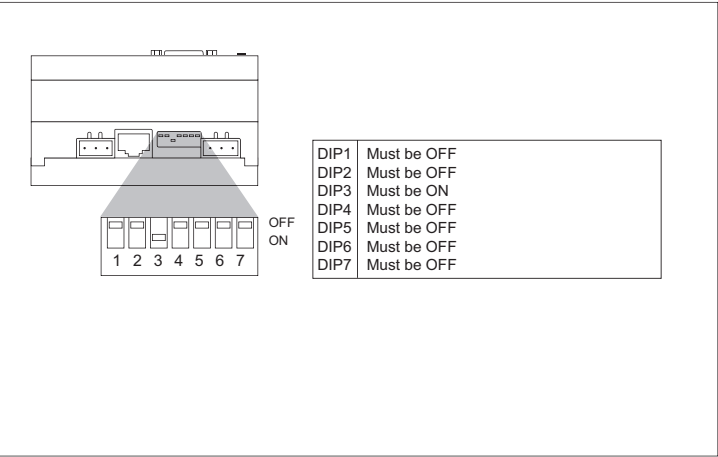 OFF
ON
1 2 3 4 5 6 7
DIP1 Must be OFF
DIP2 Must be OFF
DIP3 Must be ON
DIP4 Must be OFF
DIP5 Must be OFF
DIP6 Must be OFF
DIP7 Must be OFF